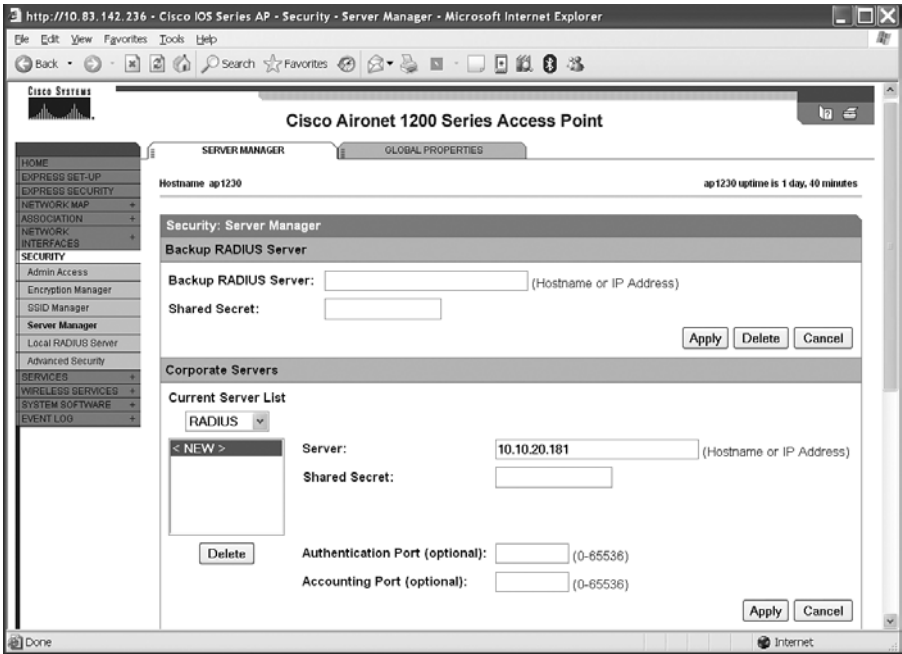 http://10.83.142.236 - Cisco IOS Series AP - Security - Server Manager - Microsoft Internet Explorer
File Edit View Favorites Tools Help
Back Search Favorites
CISCO SYSTEMS
Cisco Aironet 1200 Series Access Point
SERVER MANAGER GLOBAL PROPERTIES
HOME
EXPRESS SET-UP
EXPRESS SECURITY
NETWORK MAP +
ASSOCIATION +
NETWORK
INTERFACES +
SECURITY
Admin Access
Encryption Manager
SSID Manager
Server Manager
Local RADIUS Server
Advanced Security
SERVICES +
WIRELESS SERVICES +
SYSTEM SOFTWARE +
EVENT LOG +
Hostname ap1230 ap1230 uptime is 1 day, 40 minutes
Security: Server Manager
Backup RADIUS Server
Backup RADIUS Server: (Hostname or IP Address)
Shared Secret:
Apply Delete Cancel
Corporate Servers
Current Server List
RADIUS
< NEW > Server: 10.10.20.181 (Hostname or IP Address)
Shared Secret:
Delete Authentication Port (optional): (0-65536)
Accounting Port (optional): (0-65536)
Apply Cancel
Done Internet